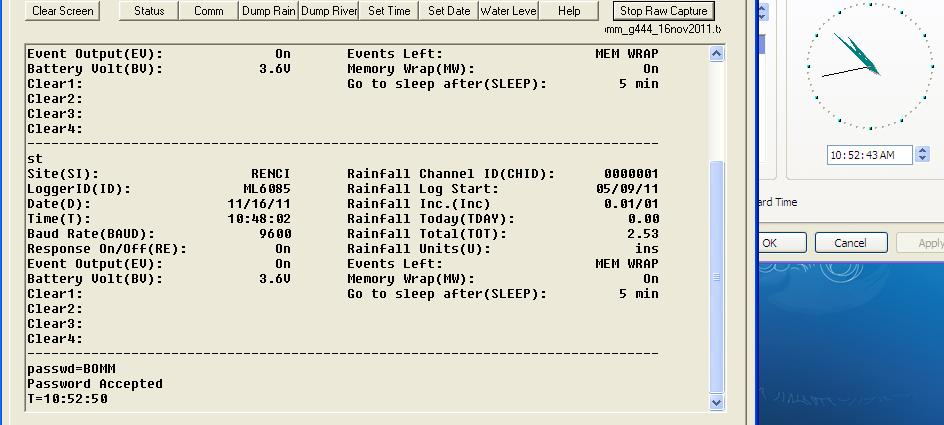 Clear Screen Status Comm Dump Rain Dump River Set Time Set Date Water Leve Help Stop Raw Capture
mm_g444_16nov2011.t
Event Output(EV): On Events Left: MEM WRAP
Battery Volt(BV): 3.6V Memory Wrap(MW): On
Clear1: Go to sleep after(SLEEP): 5 min
Clear2:
Clear3:
Clear4:
st
Site(SI): RENCI Rainfall Channel ID(CHID): 0000001
LoggerID(ID): ML6085 Rainfall Log Start: 05/09/11
Date(D): 11/16/11 Rainfall Inc.(Inc) 0.01/01
Time(T): 10:48:02 Rainfall Today(TDAY): 0.00
Baud Rate(BAUD): 9600 Rainfall Total(TOT): 2.53
Response On/Off(RE): On Rainfall Units(U): ins
Event Output(EV): On Events Left: MEM WRAP
Battery Volt(BV): 3.6V Memory Wrap(MW): On
Clear1: Go to sleep after(SLEEP): 5 min
Clear2:
Clear3:
Clear4:
passwd=BOMM
Password Accepted
T=10:52:50
10:52:43 AM
ard Time
OK Cancel Apply